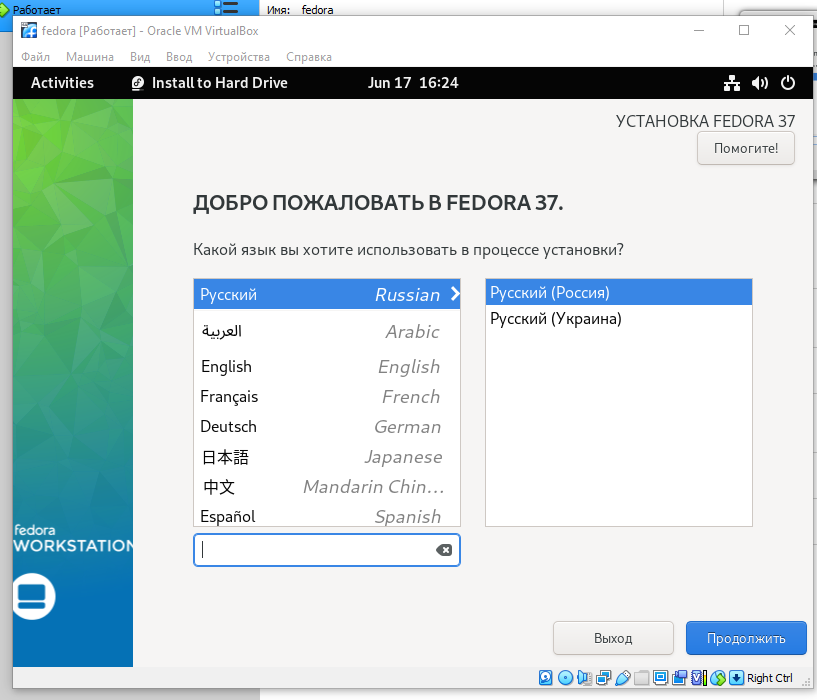 Работает
Имя: fedora
fedora [Работает] - Oracle VM VirtualBox
Файл Машина Вид Ввод Устройства Справка
Activities Install to Hard Drive Jun 17 16:24
УСТАНОВКА FEDORA 37
Помогите!
ДОБРО ПОЖАЛОВАТЬ В FEDORA 37.
Какой язык вы хотите использовать в процессе установки?
Русский Russian
العربية Arabic
English English
Français French
Deutsch German
日本語 Japanese
中文 Mandarin Chin…
Español Spanish
Русский (Россия)
Русский (Украина)
fedora
WORKSTATION
Выход Продолжить
Right Ctrl